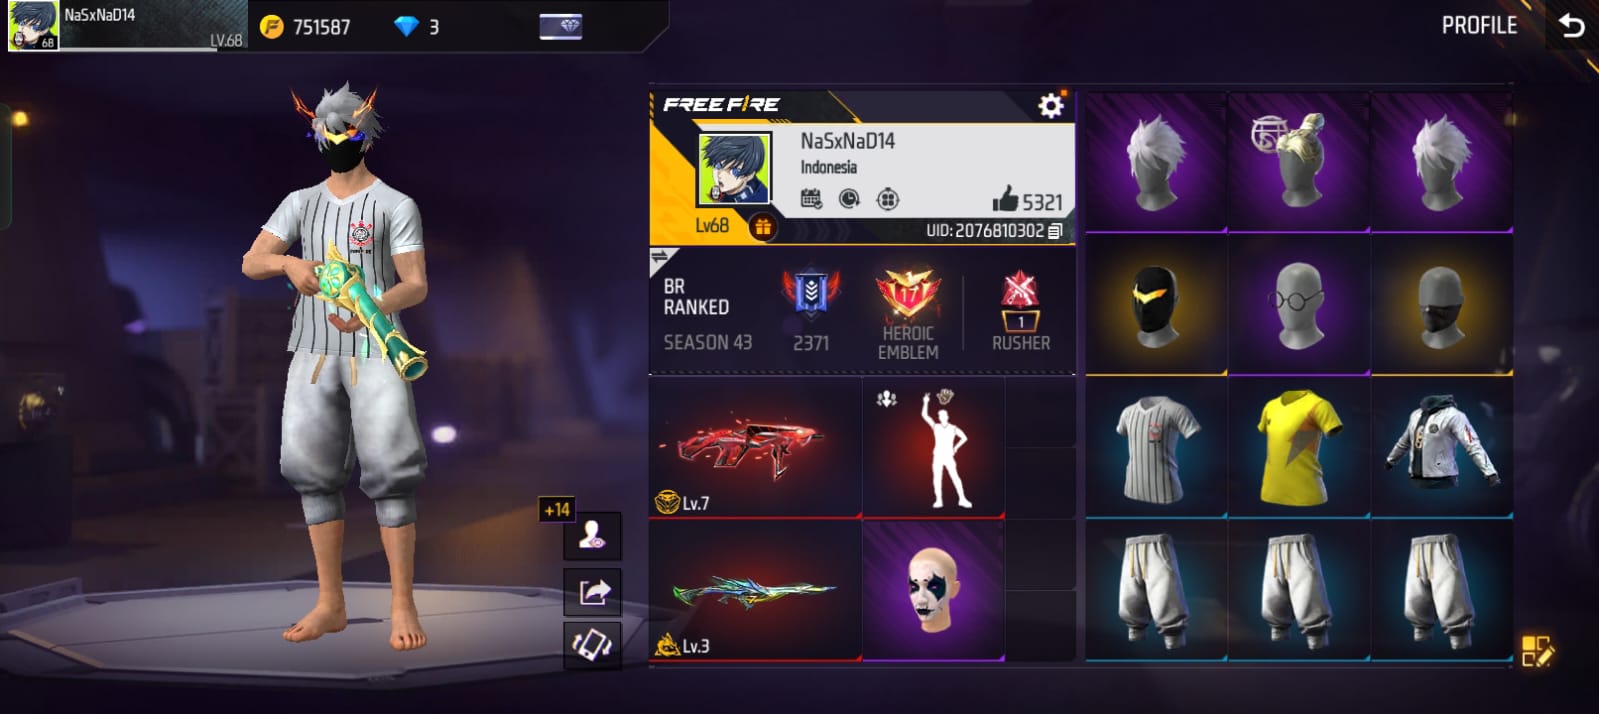 NaSxNaD14
68
LV.68
751587
3
PROFILE
FREE FIRE
NaSxNaD14
Indonesia
5321
Lv68
UID: 2076810302
BR
RANKED
SEASON 43
2371
17
HEROIC
EMBLEM
1
RUSHER
+14
Lv.7
Lv.3